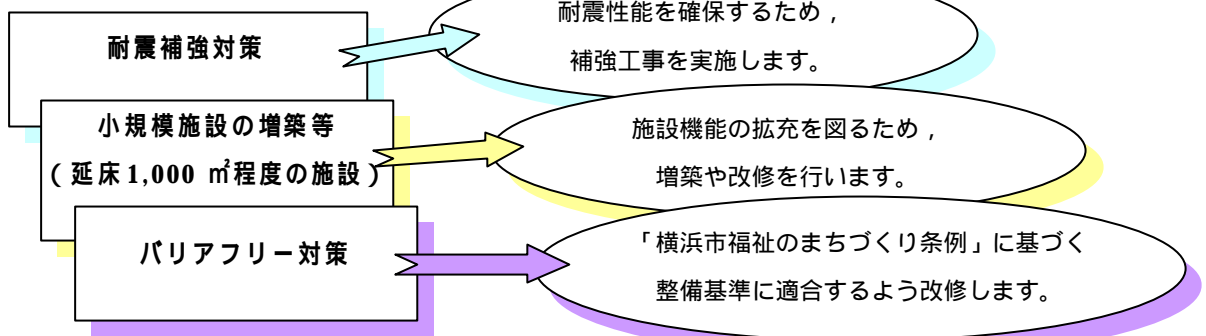 耐震補強対策
耐震性能を確保するため，
補強工事を実施します。
小規模施設の増築等
（延床1,000 ㎡程度の施設）
施設機能の拡充を図るため，
増築や改修を行います。
バリアフリー対策
「横浜市福祉のまちづくり条例」に基づく
整備基準に適合するよう改修します。